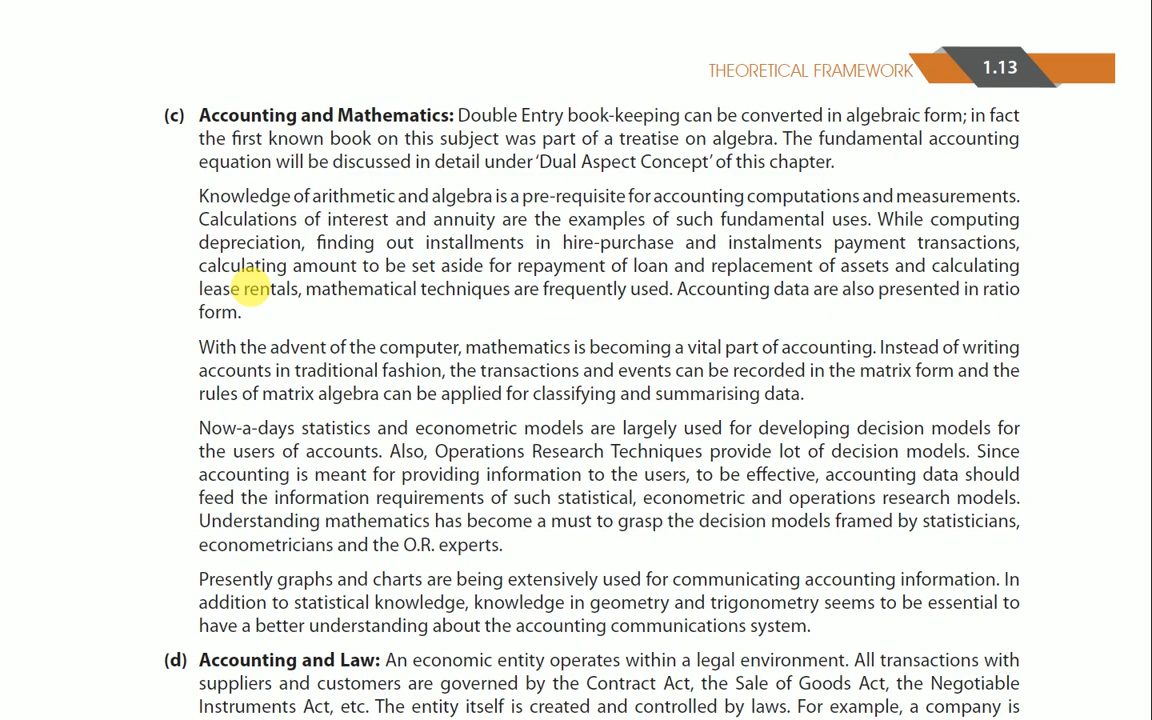 THEORETICAL FRAMEWORK 1.13
(c) Accounting and Mathematics: Double Entry book-keeping can be converted in algebraic form; in fact
the first known book on this subject was part of a treatise on algebra. The fundamental accounting
equation will be discussed in detail under ‘Dual Aspect Concept’ of this chapter.
Knowledge of arithmetic and algebra is a pre-requisite for accounting computations and measurements.
Calculations of interest and annuity are the examples of such fundamental uses. While computing
depreciation, finding out installments in hire-purchase and instalments payment transactions,
calculating amount to be set aside for repayment of loan and replacement of assets and calculating
lease rentals, mathematical techniques are frequently used. Accounting data are also presented in ratio
form.
With the advent of the computer, mathematics is becoming a vital part of accounting. Instead of writing
accounts in traditional fashion, the transactions and events can be recorded in the matrix form and the
rules of matrix algebra can be applied for classifying and summarising data.
Now-a-days statistics and econometric models are largely used for developing decision models for
the users of accounts. Also, Operations Research Techniques provide lot of decision models. Since
accounting is meant for providing information to the users, to be effective, accounting data should
feed the information requirements of such statistical, econometric and operations research models.
Understanding mathematics has become a must to grasp the decision models framed by statisticians,
econometricians and the O.R. experts.
Presently graphs and charts are being extensively used for communicating accounting information. In
addition to statistical knowledge, knowledge in geometry and trigonometry seems to be essential to
have a better understanding about the accounting communications system.
(d) Accounting and Law: An economic entity operates within a legal environment. All transactions with
suppliers and customers are governed by the Contract Act, the Sale of Goods Act, the Negotiable
Instruments Act, etc. The entity itself is created and controlled by laws. For example, a company is